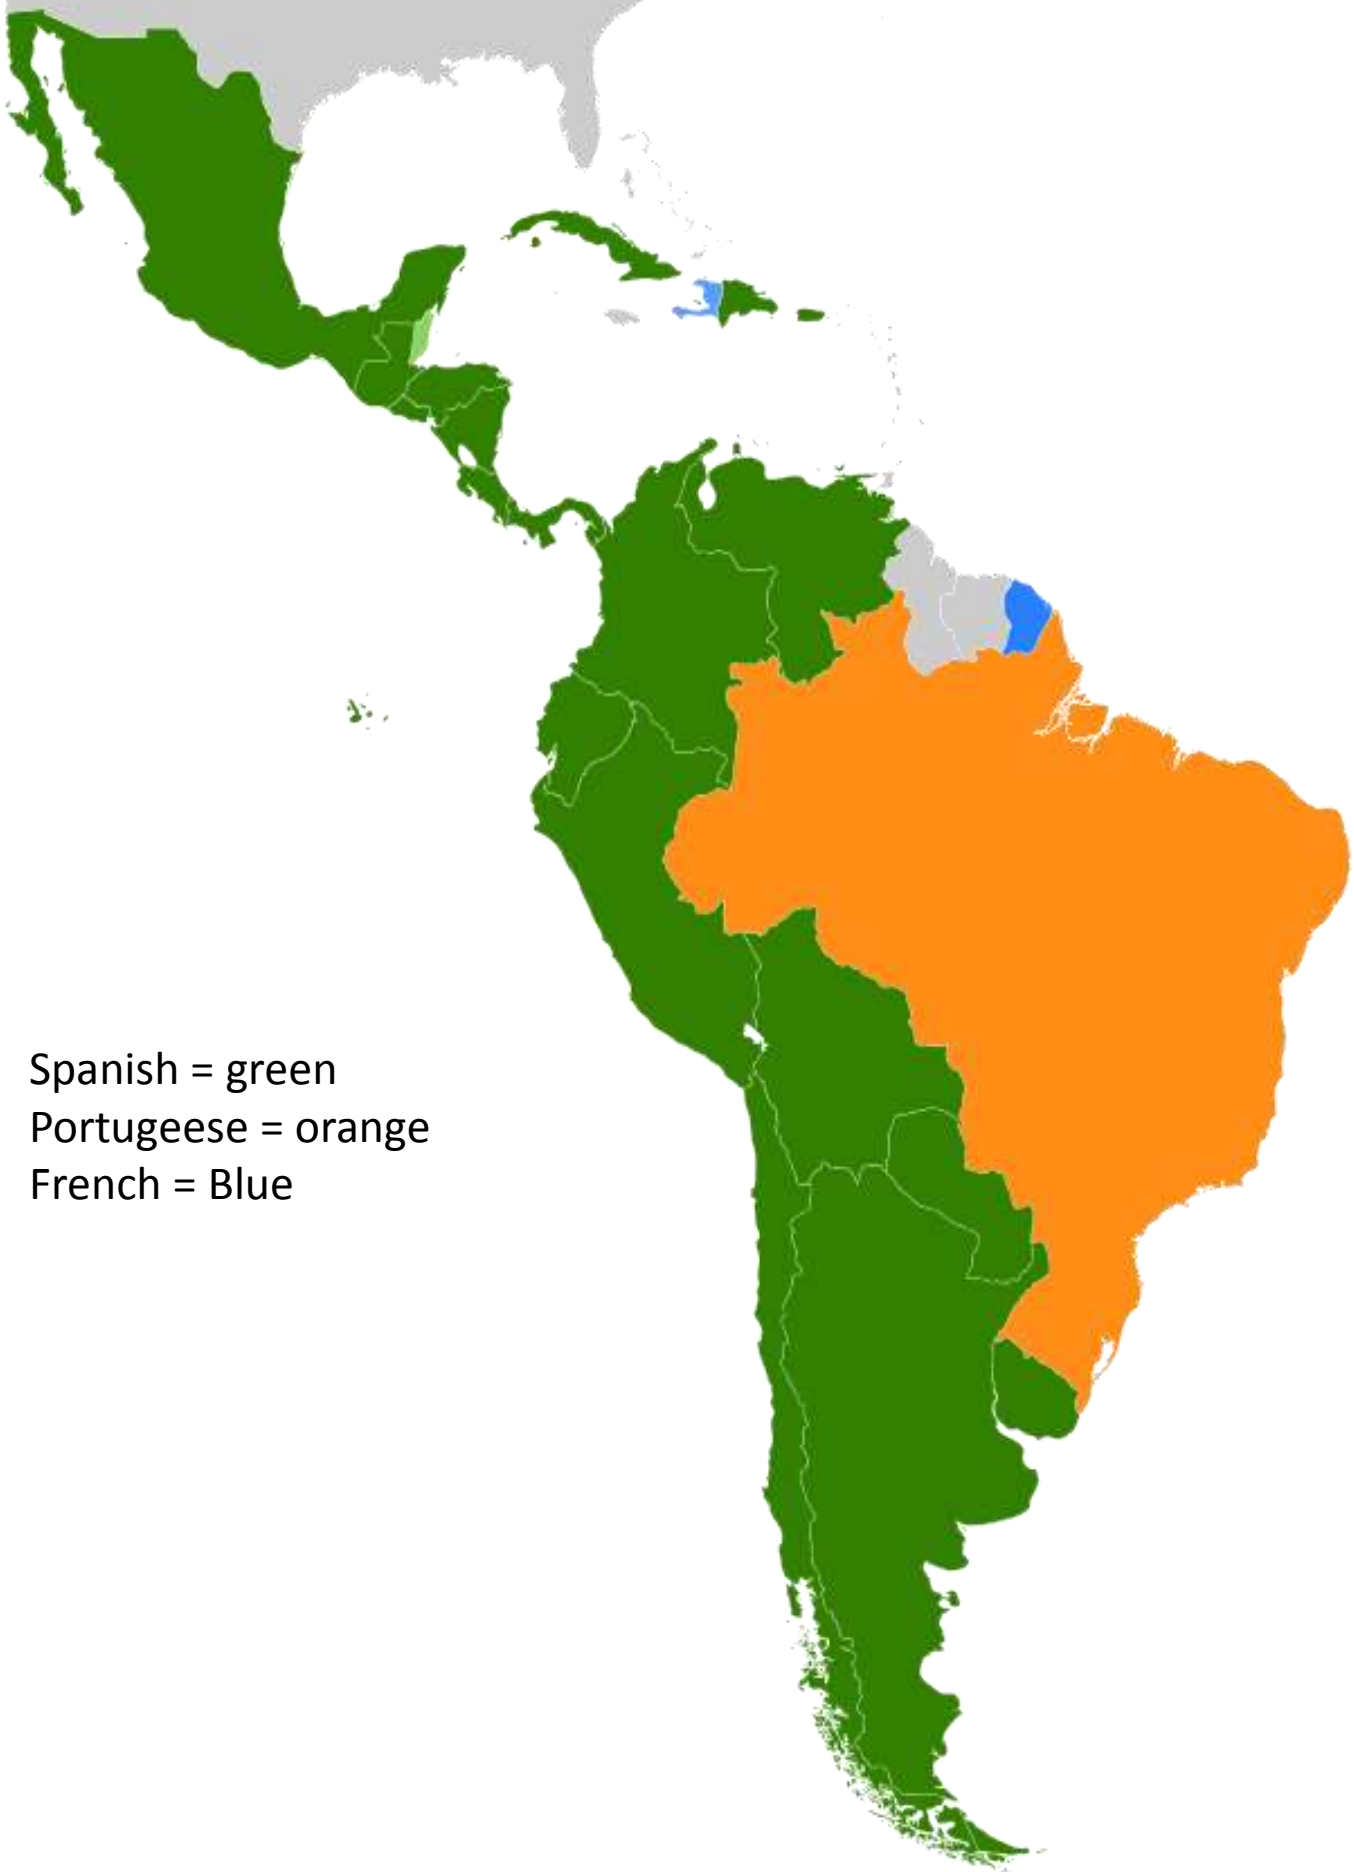 Spanish = green
Portugeese = orange
French = Blue